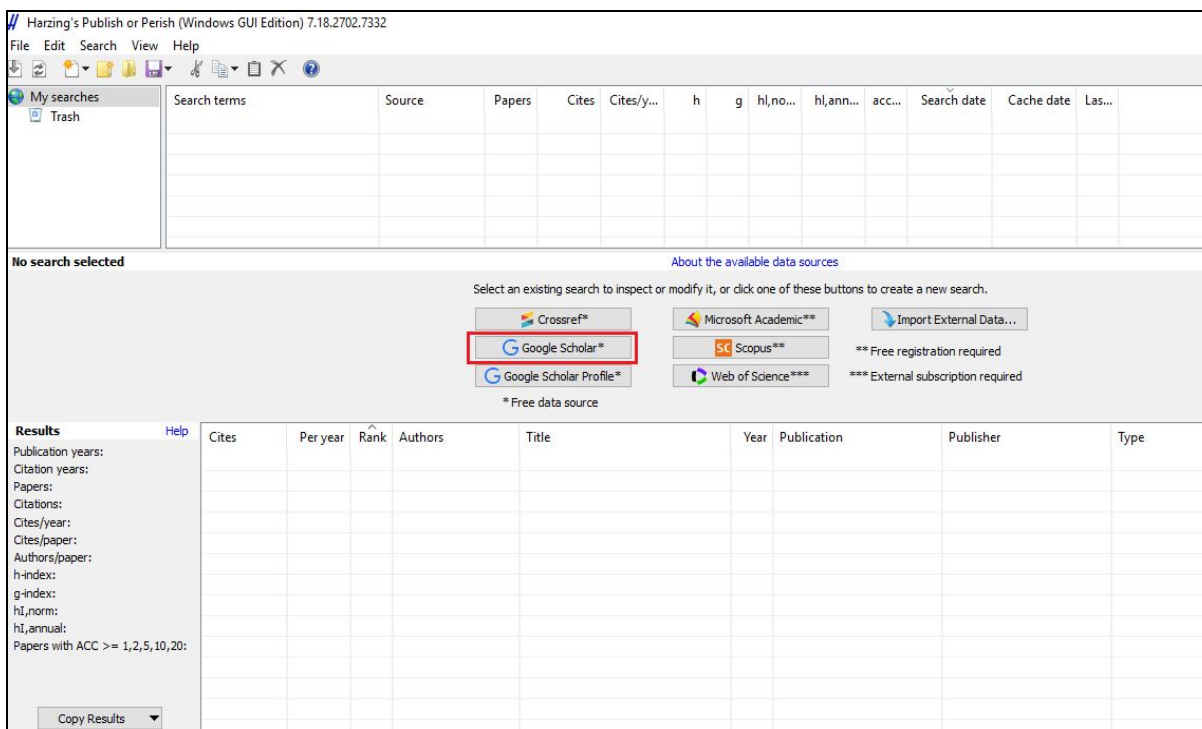 Harzing's Publish or Perish (Windows GUI Edition) 7.18.2702.7332
File Edit Search View Help
My searches
Trash
Search terms Source Papers Cites Cites/y... h g hI,no... hI,ann... acc... Search date Cache date Las...
No search selected About the available data sources
Select an existing search to inspect or modify it, or click one of these buttons to create a new search.
Crossref* Microsoft Academic** Import External Data...
Google Scholar* SC Scopus** ** Free registration required
Google Scholar Profile* Web of Science*** *** External subscription required
* Free data source
Results Help
Cites Per year Rank Authors Title Year Publication Publisher Type
Publication years:
Citation years:
Papers:
Citations:
Cites/year:
Cites/paper:
Authors/paper:
h-index:
g-index:
hI,norm:
hI,annual:
Papers with ACC >= 1,2,5,10,20:
Copy Results